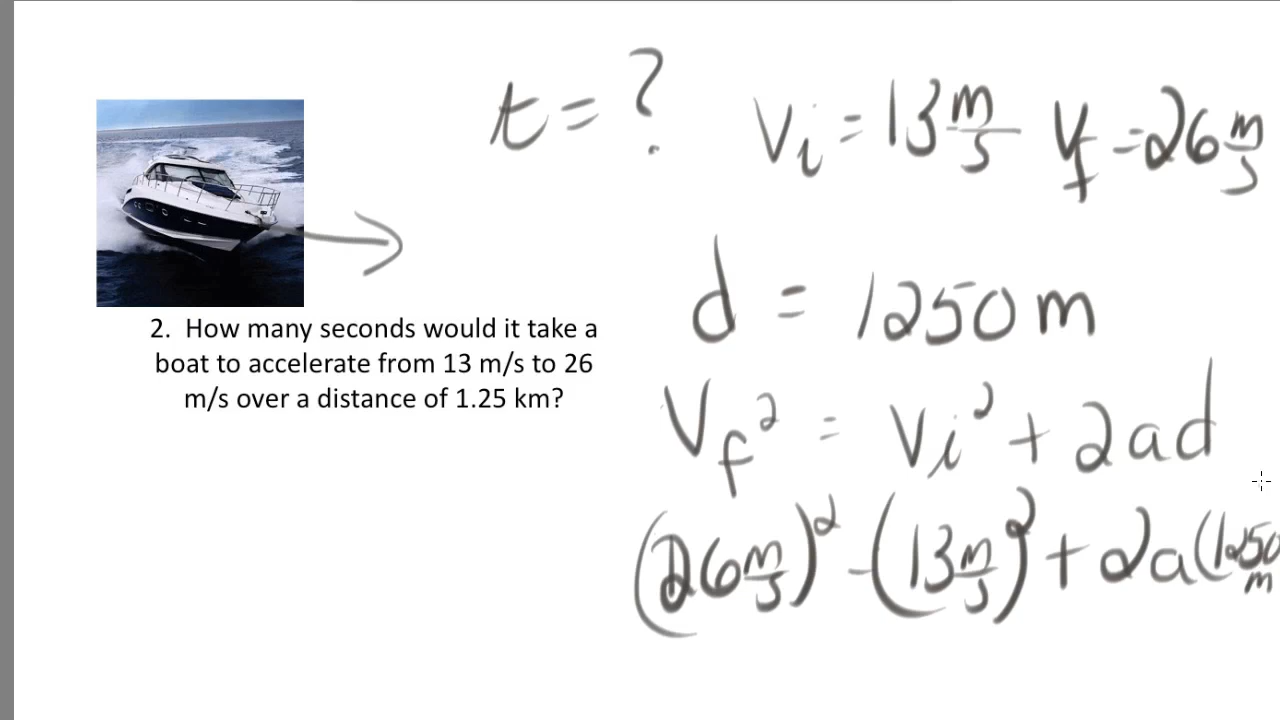 t = ? Vi = 13 m/s Vf = 26 m/s
d = 1250 m
2. How many seconds would it take a
boat to accelerate from 13 m/s to 26
m/s over a distance of 1.25 km?
Vf² = Vi² + 2ad
(26 m/s)² - (13 m/s)² + 2a(1250 m